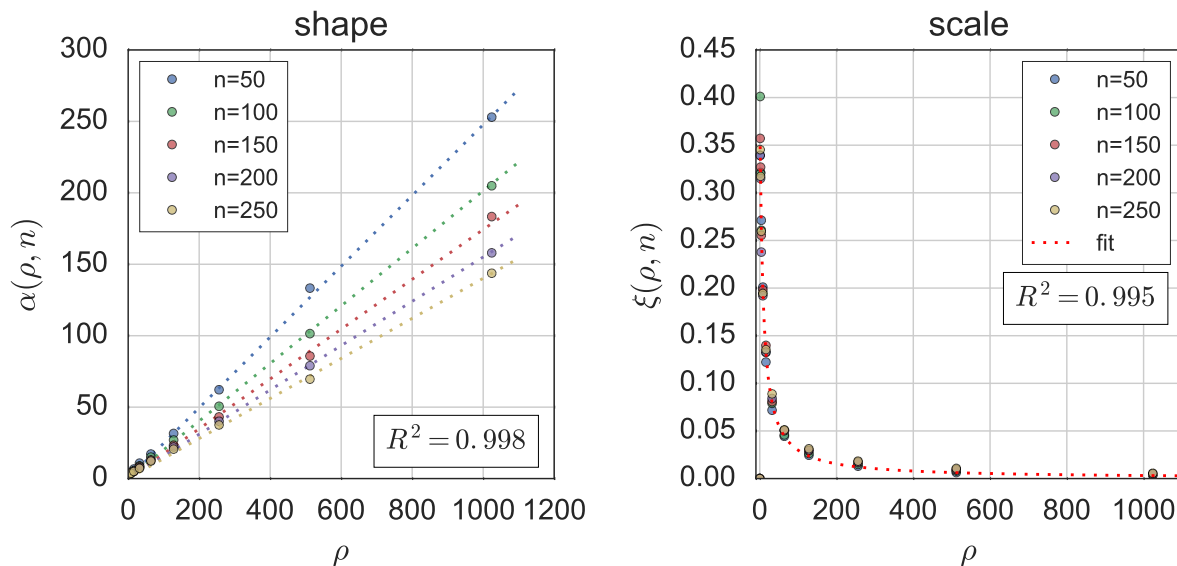 shape
300
250
200
150
100
50
0
α(ρ, n)
n=50
n=100
n=150
n=200
n=250
R² = 0.998
0 200 400 600 800 1000 1200
ρ
scale
0.45
0.40
0.35
0.30
0.25
0.20
0.15
0.10
0.05
0.00
ξ(ρ, n)
n=50
n=100
n=150
n=200
n=250
fit
R² = 0.995
0 200 400 600 800 1000
ρ